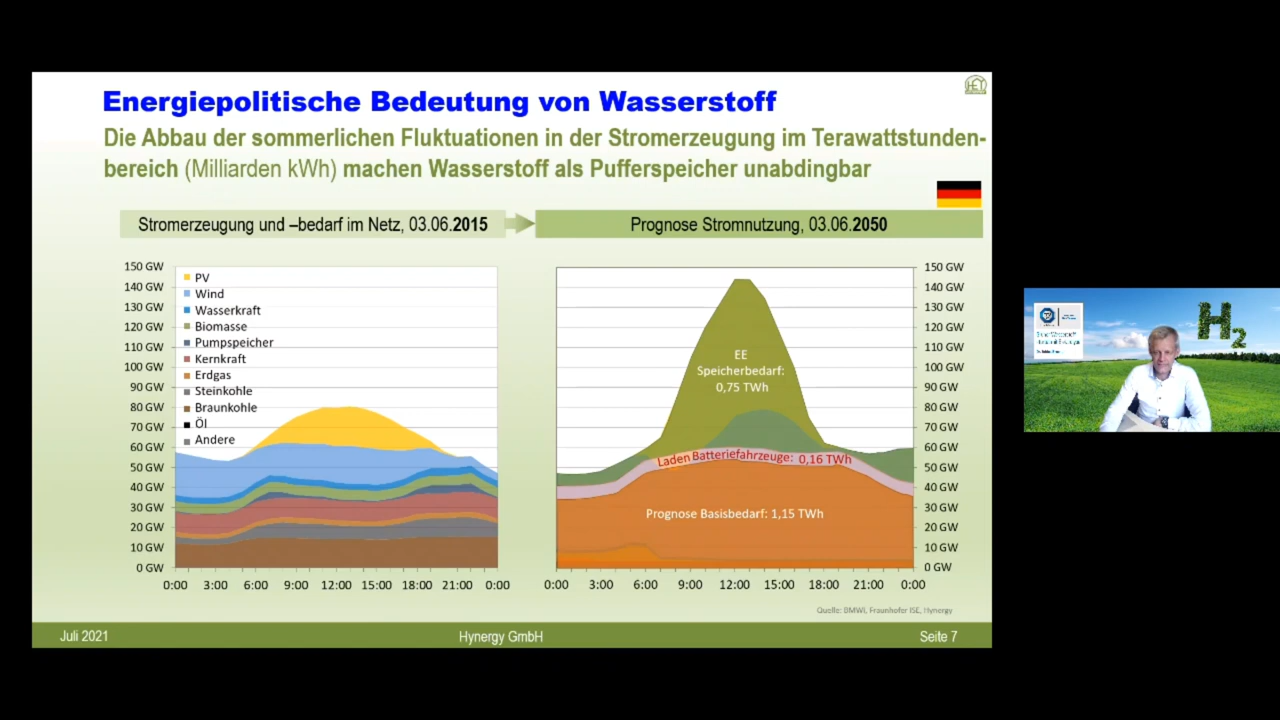 Energiepolitische Bedeutung von Wasserstoff
Die Abbau der sommerlichen Fluktuationen in der Stromerzeugung im Terawattstunden-
bereich (Milliarden kWh) machen Wasserstoff als Pufferspeicher unabdingbar
Stromerzeugung und –bedarf im Netz, 03.06.2015
Prognose Stromnutzung, 03.06.2050
150 GW
140 GW
130 GW
120 GW
110 GW
100 GW
90 GW
80 GW
70 GW
60 GW
50 GW
40 GW
30 GW
20 GW
10 GW
0 GW
PV
Wind
Wasserkraft
Biomasse
Pumpspeicher
Kernkraft
Erdgas
Steinkohle
Braunkohle
Öl
Andere
0:00 3:00 6:00 9:00 12:00 15:00 18:00 21:00 0:00
EE
Speicherbedarf:
0,75 TWh
Laden Batteriefahrzeuge: 0,16 TWh
Prognose Basisbedarf: 1,15 TWh
150 GW
140 GW
130 GW
120 GW
110 GW
100 GW
90 GW
80 GW
70 GW
60 GW
50 GW
40 GW
30 GW
20 GW
10 GW
0 GW
0:00 3:00 6:00 9:00 12:00 15:00 18:00 21:00 0:00
Quelle: BMWI, Fraunhofer ISE, Hynergy
Juli 2021 Hynergy GmbH Seite 7
H2